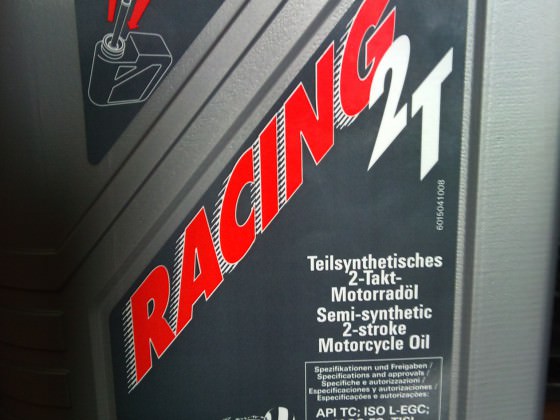 RACING
2T
6015041008
Teilsynthetisches
2-Takt-
Motorradöl
Semi-synthetic
2-stroke
Motorcycle Oil
Spezifikationen und Freigaben /
Specifications and approvals /
Specifiche e autorizzazioni /
Especificaciones y autorizaciones /
Especificações e autorizações:
API TC; ISO L-EGC;